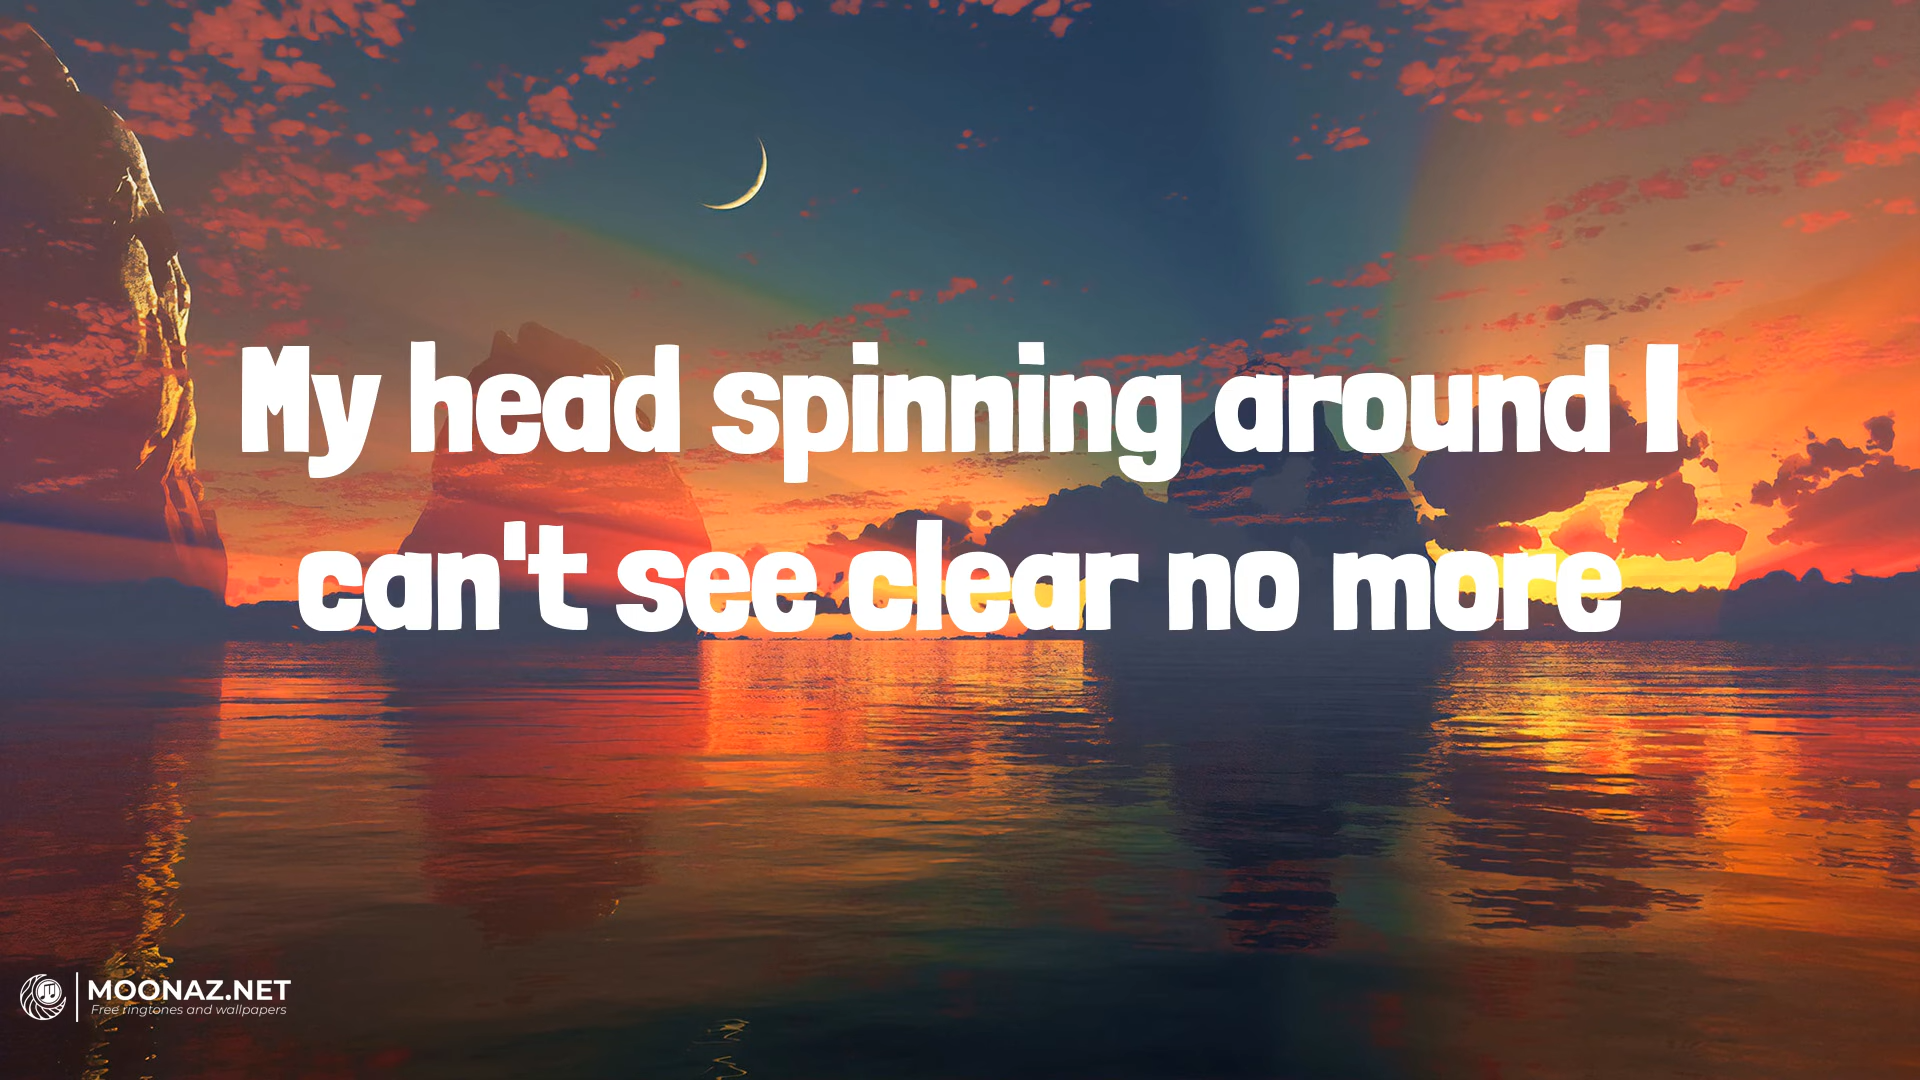 My head spinning around I
can't see clear no more
MOONAZ.NET
Free ringtones and wallpapers